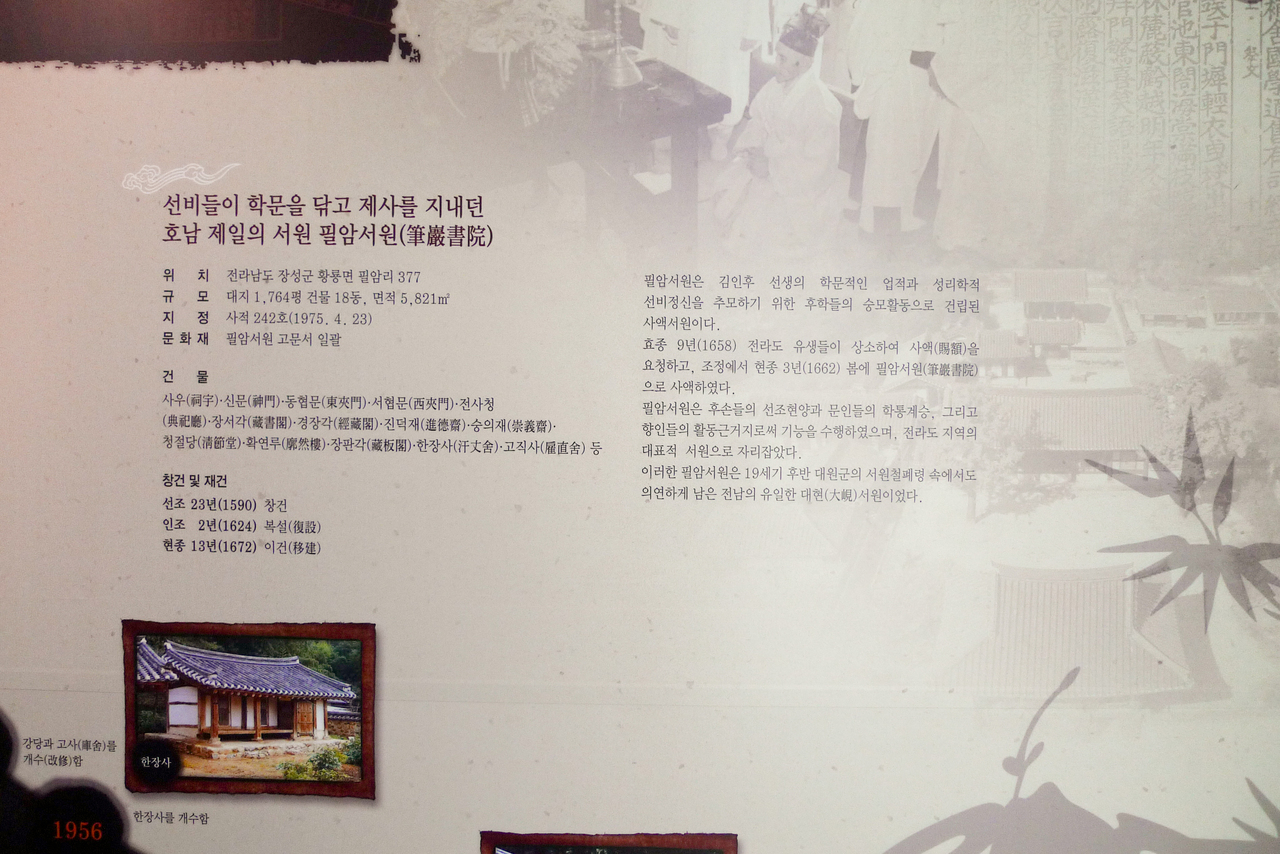 선비들이 학문을 닦고 제사를 지내던
호남 제일의 서원 필암서원(筆巖書院)
위 치 전라남도 장성군 황룡면 필암리 377
규 모 대지 1,764평 건물 18동, 면적 5,821㎡
지 정 사적 242호(1975. 4. 23)
문 화 재 필암서원 고문서 일괄
건 물
사우(祠宇)·신문(神門)·동협문(東夾門)·서협문(西夾門)·전사청
(典祀廳)·장서각(藏書閣)·경장각(經藏閣)·진덕재(進德齋)·숭의재(崇義齋)·
청절당(清節堂)·확연루(廓然樓)·장판각(藏板閣)·한장사(汗丈舍)·고직사(雇直舍) 등
창건 및 재건
선조 23년(1590) 창건
인조 2년(1624) 복설(復設)
현종 13년(1672) 이건(移建)
필암서원은 김인후 선생의 학문적인 업적과 성리학적
선비정신을 추모하기 위한 후학들의 숭모활동으로 건립된
사액서원이다.
효종 9년(1658) 전라도 유생들이 상소하여 사액(賜額)을
요청하고, 조정에서 현종 3년(1662) 봄에 필암서원(筆巖書院)
으로 사액하였다.
필암서원은 후손들의 선조현양과 문인들의 학통계승, 그리고
향인들의 활동근거지로써 기능을 수행하였으며, 전라도 지역의
대표적 서원으로 자리잡았다.
이러한 필암서원은 19세기 후반 대원군의 서원철폐령 속에서도
의연하게 남은 전남의 유일한 대현(大峴)서원이었다.
강당과 고사(庫舍)를
개수(改修)함
한장사
한장사를 개수함
1956